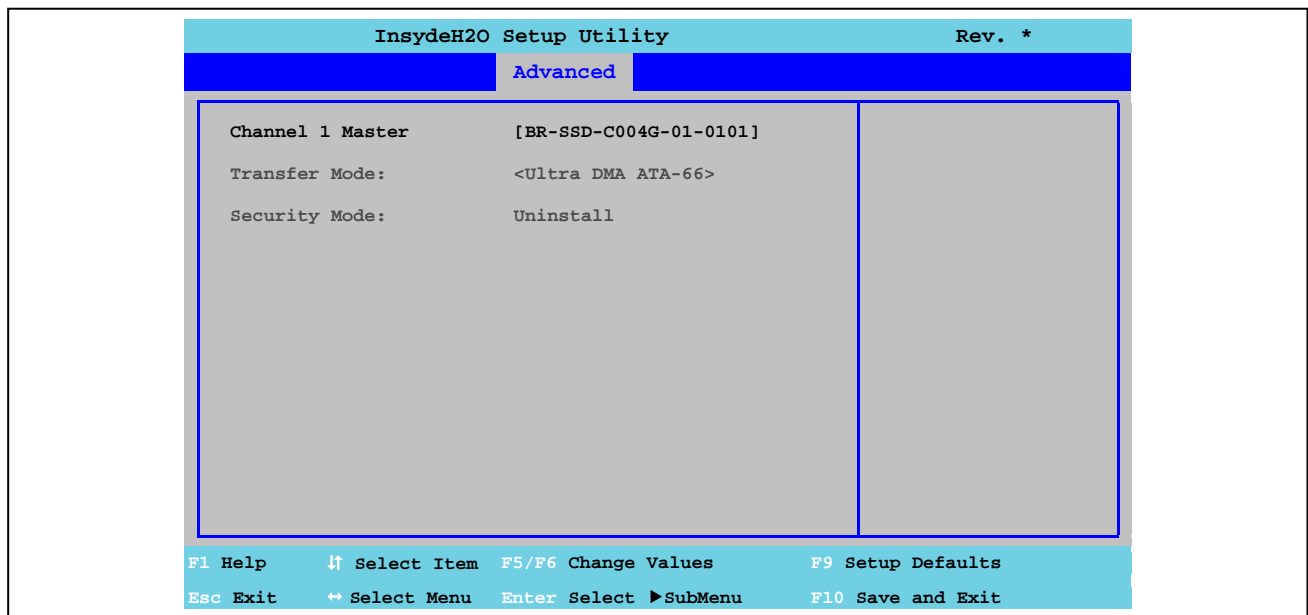 InsydeH2O Setup Utility Rev. *
Advanced
Channel 1 Master [BR-SSD-C004G-01-0101]
Transfer Mode: <Ultra DMA ATA-66>
Security Mode: Uninstall
F1 Help ↓↑ Select Item F5/F6 Change Values F9 Setup Defaults
Esc Exit ↔ Select Menu Enter Select ▶SubMenu F10 Save and Exit